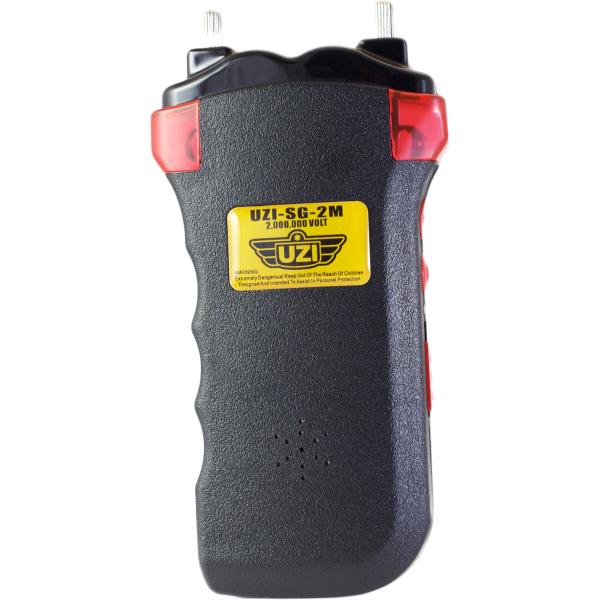 UZI-SG-2M
2,000,000 VOLT
UZI
WARNING:
Extremely Dangerous! Keep Out Of The Reach Of Children
Designed And Intended To Assist In Personal Protection